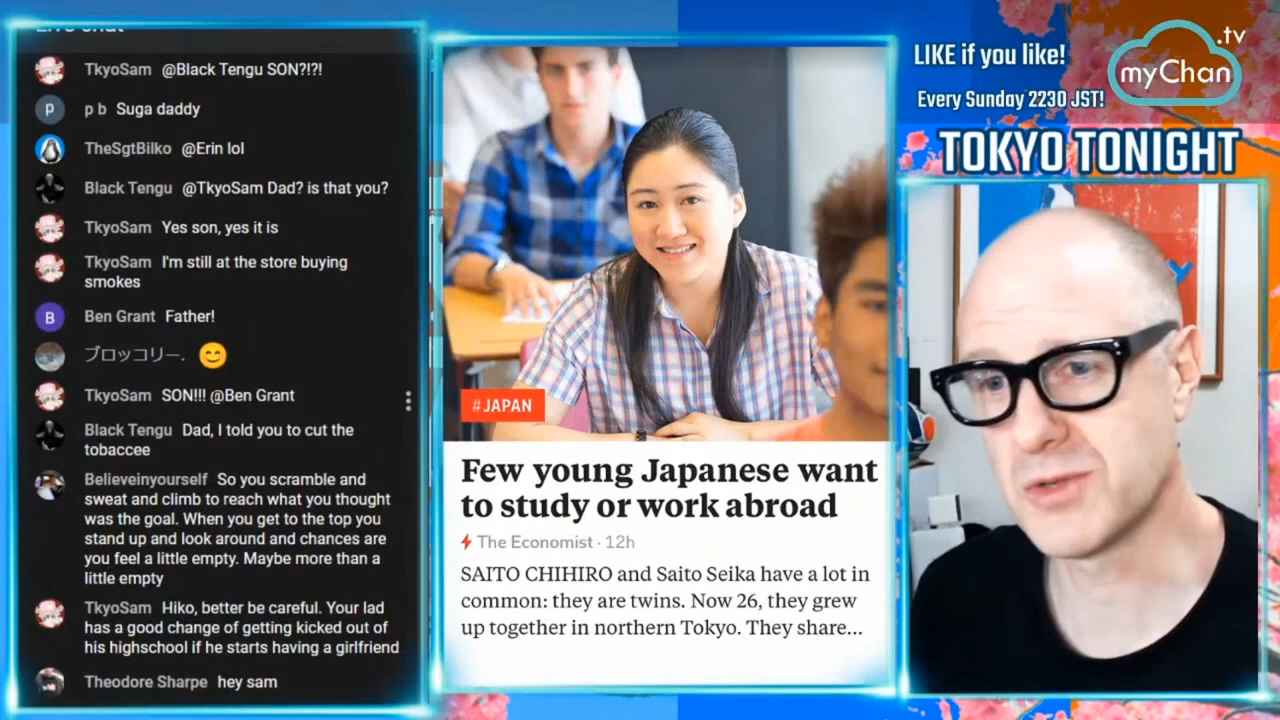 Live chat
TkyoSam @Black Tengu SON?!?!
p
p b Suga daddy
TheSgtBilko @Erin lol
Black Tengu @TkyoSam Dad? is that you?
TkyoSam Yes son, yes it is
TkyoSam I'm still at the store buying
smokes
B
Ben Grant Father!
ブロッコリー.
TkyoSam SON!!! @Ben Grant
Black Tengu Dad, I told you to cut the
tobaccee
Believeinyourself So you scramble and
sweat and climb to reach what you thought
was the goal. When you get to the top you
stand up and look around and chances are
you feel a little empty. Maybe more than a
little empty
TkyoSam Hiko, better be careful. Your lad
has a good change of getting kicked out of
his highschool if he starts having a girlfriend
Theodore Sharpe hey sam
#JAPAN
Few young Japanese want
to study or work abroad
The Economist · 12h
SAITO CHIHIRO and Saito Seika have a lot in
common: they are twins. Now 26, they grew
up together in northern Tokyo. They share...
LIKE if you like!
Every Sunday 2230 JST!
myChan.tv
TOKYO TONIGHT